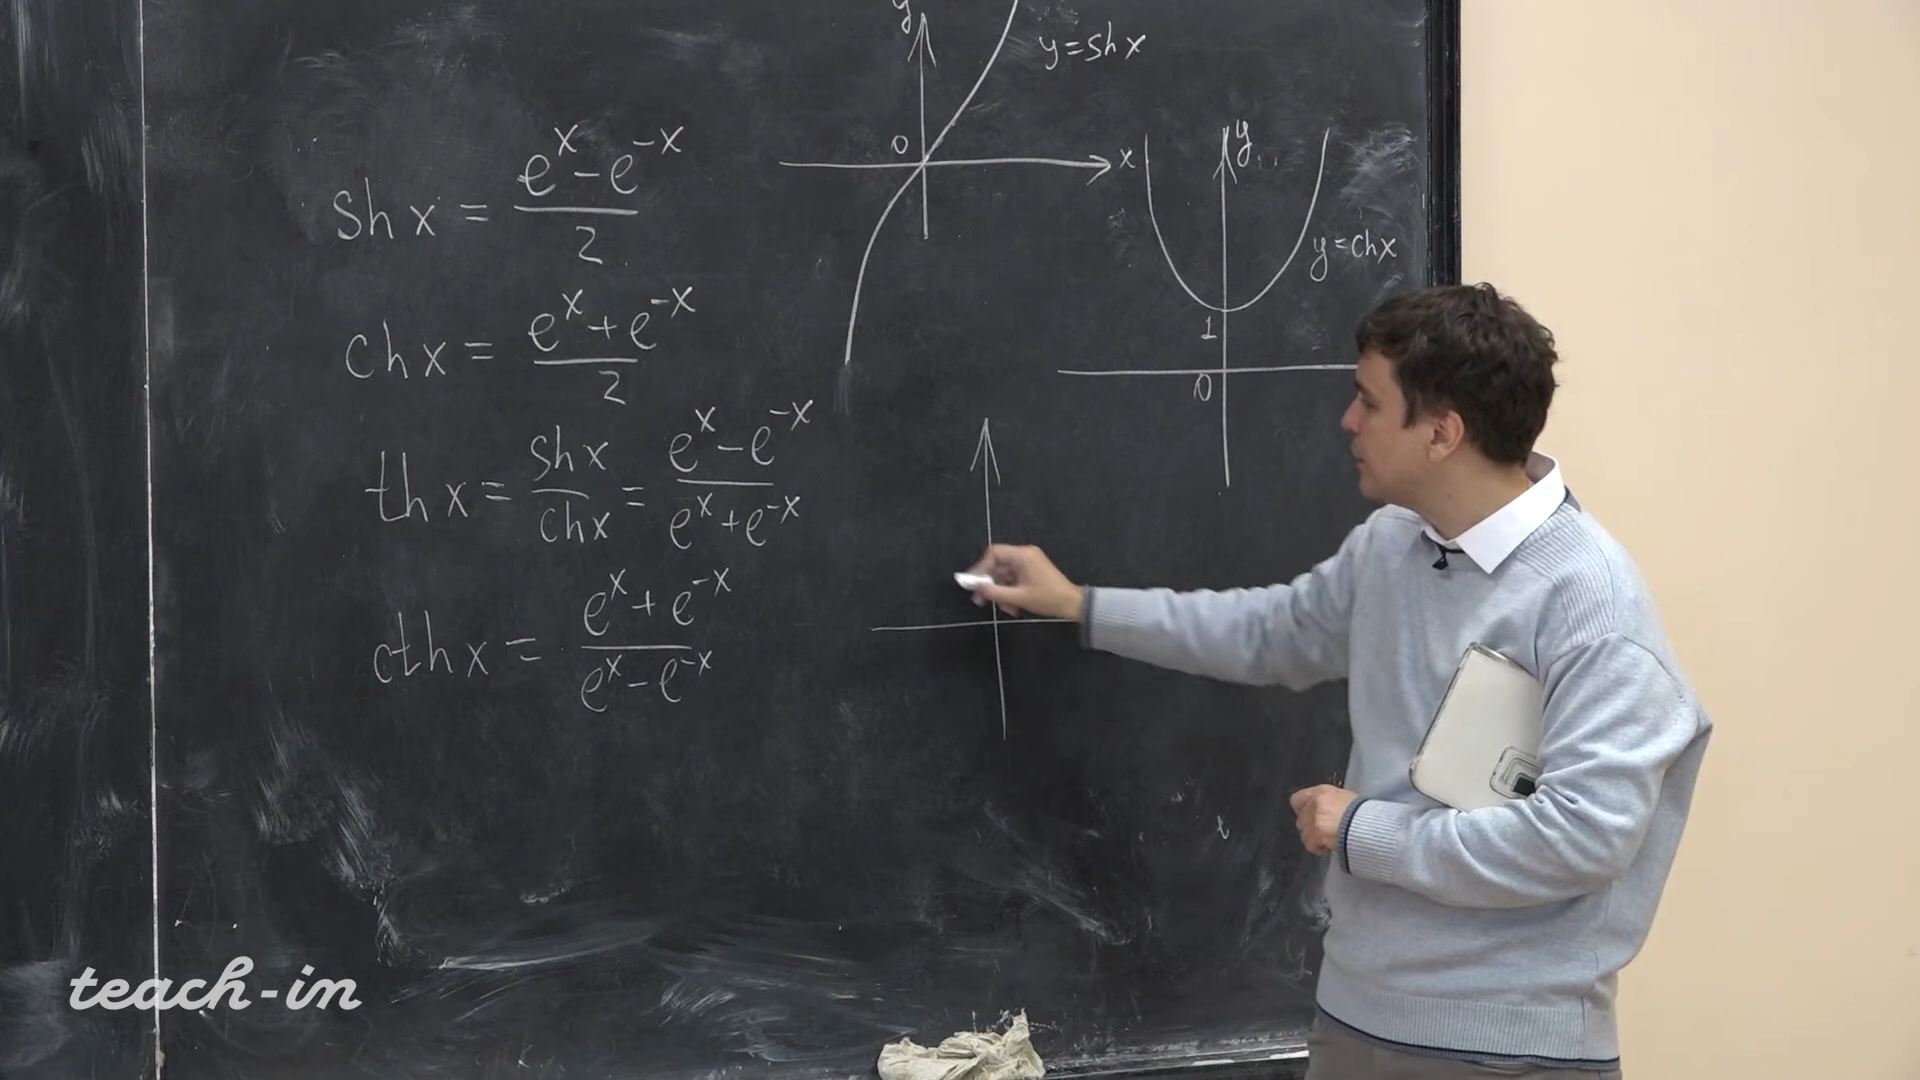 sh x = (e^x - e^-x)/2
ch x = (e^x + e^-x)/2
th x = sh x/ch x = (e^x - e^-x)/(e^x + e^-x)
cth x = (e^x + e^-x)/(e^x - e^-x)
y
y = sh x
0
x
y
y = ch x
1
0
teach-in